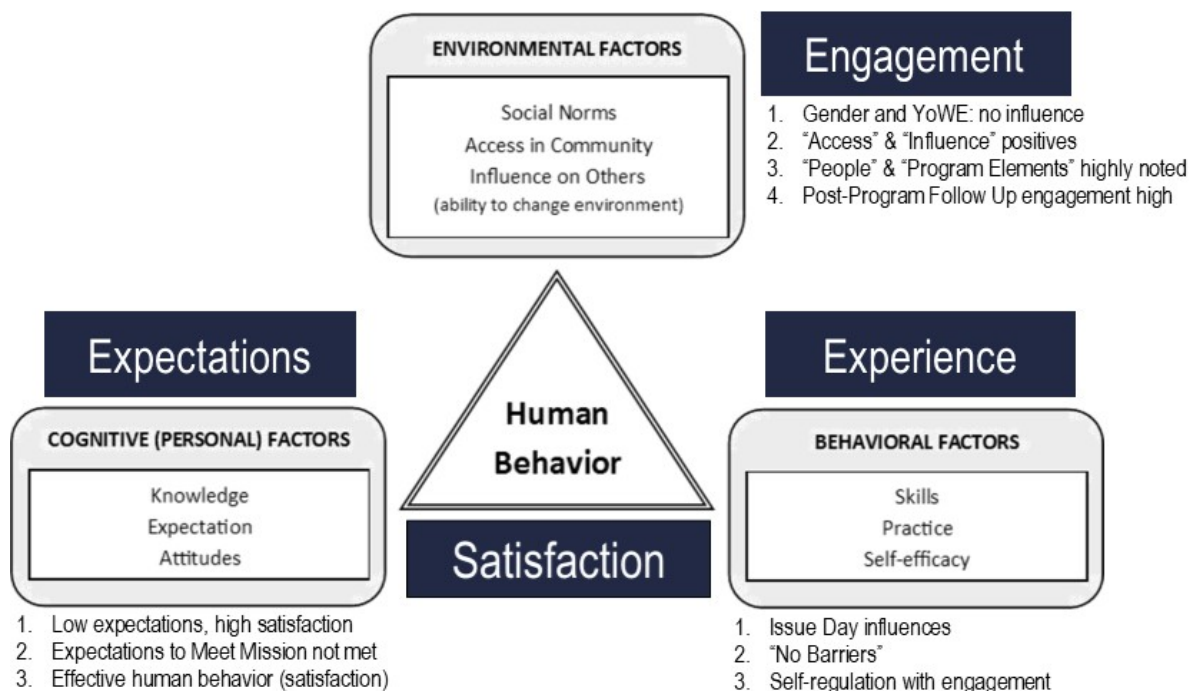 ENVIRONMENTAL FACTORS
Social Norms
Access in Community
Influence on Others
(ability to change environment)
Engagement
1. Gender and YoWE: no influence
2. “Access” & “Influence” positives
3. “People” & “Program Elements” highly noted
4. Post-Program Follow Up engagement high
Expectations
COGNITIVE (PERSONAL) FACTORS
Knowledge
Expectation
Attitudes
1. Low expectations, high satisfaction
2. Expectations to Meet Mission not met
3. Effective human behavior (satisfaction)
Human
Behavior
Satisfaction
Experience
BEHAVIORAL FACTORS
Skills
Practice
Self-efficacy
1. Issue Day influences
2. “No Barriers”
3. Self-regulation with engagement